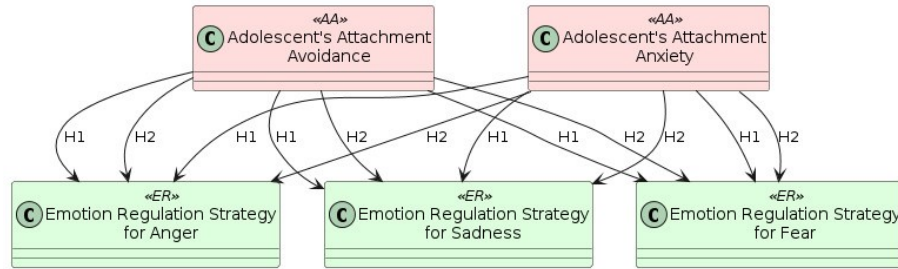 «AA»
C
Adolescent's Attachment
Avoidance
«AA»
C
Adolescent's Attachment
Anxiety
H1
H2
H1
H1
H2
H2
H1
H1
H2
H2
H1
H2
«ER»
C
Emotion Regulation Strategy
for Anger
«ER»
C
Emotion Regulation Strategy
for Sadness
«ER»
C
Emotion Regulation Strategy
for Fear